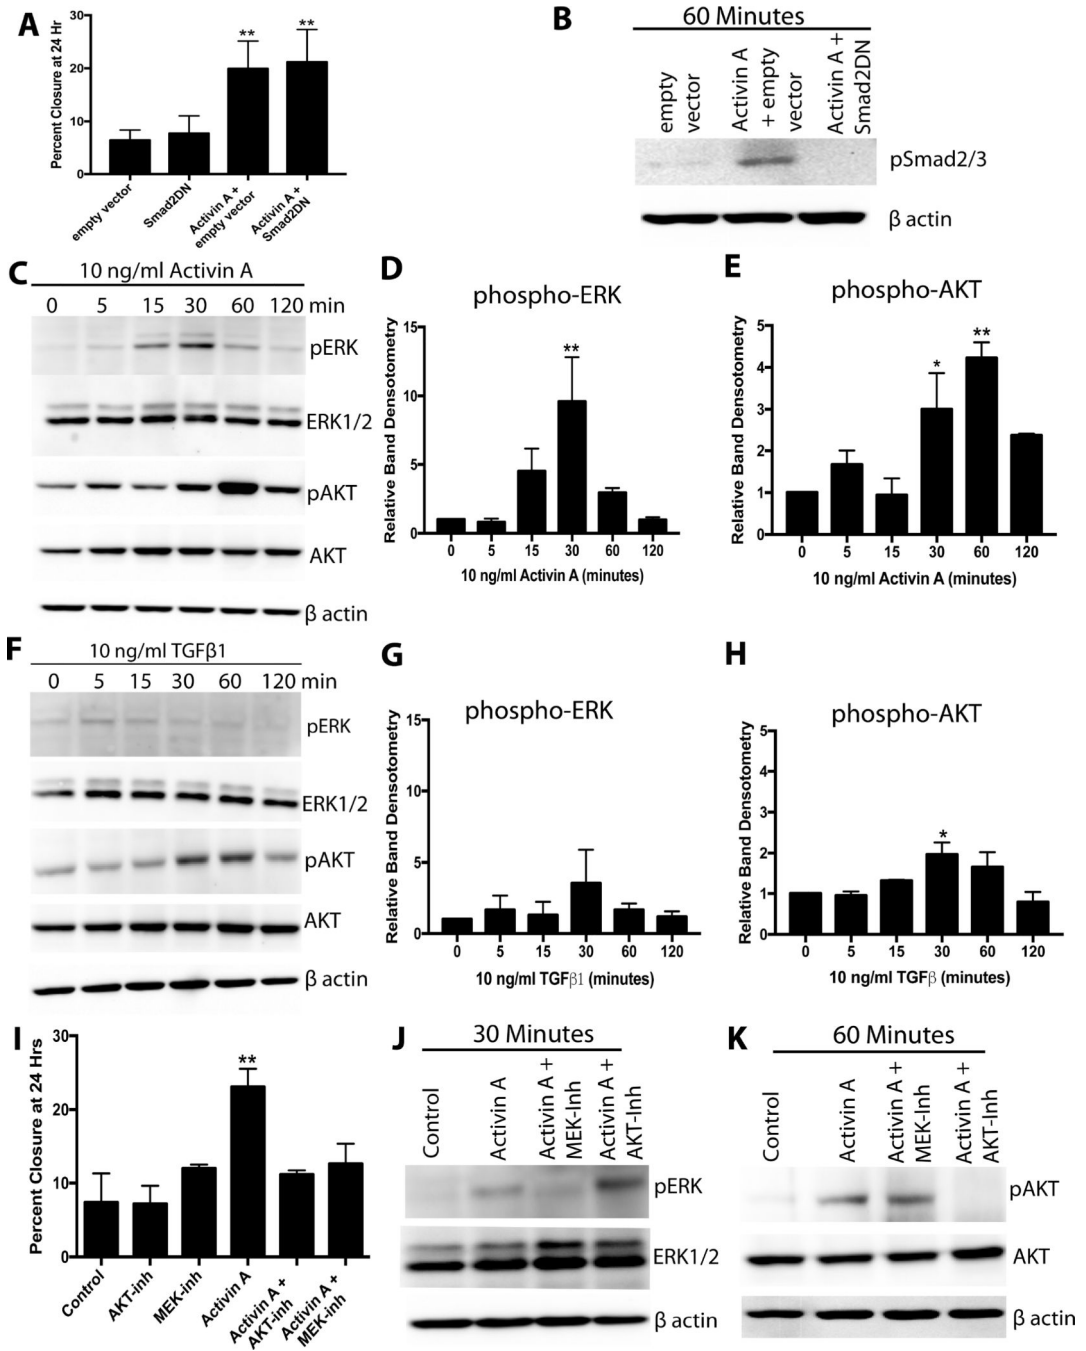 A
Percent Closure at 24 Hr
30
20
10
0
** **
empty vector
Smad2DN
Activin A +
empty vector
Activin A +
Smad2DN
B
60 Minutes
empty
vector
Activin A
+ empty
vector
Activin A +
Smad2DN
pSmad2/3
β actin
C
10 ng/ml Activin A
0 5 15 30 60 120 min
pERK
ERK1/2
pAKT
AKT
β actin
D
phospho-ERK
Relative Band Densotometry
15
10
5
0
**
0 5 15 30 60 120
10 ng/ml Activin A (minutes)
E
phospho-AKT
Relative Band Densotometry
5
4
3
2
1
0
* **
0 5 15 30 60 120
10 ng/ml Activin A (minutes)
F
10 ng/ml TGFβ1
0 5 15 30 60 120 min
pERK
ERK1/2
pAKT
AKT
β actin
G
phospho-ERK
Relative Band Densotometry
15
10
5
0
0 5 15 30 60 120
10 ng/ml TGFβ1 (minutes)
H
phospho-AKT
Relative Band Densotometry
5
4
3
2
1
0
*
0 5 15 30 60 120
10 ng/ml TGFβ (minutes)
I
Percent Closure at 24 Hrs
30
20
10
0
**
Control
AKT-inh
MEK-inh
Activin A
Activin A +
AKT-inh
Activin A +
MEK-inh
J
30 Minutes
Control
Activin A
Activin A +
MEK-Inh
Activin A +
AKT-Inh
pERK
ERK1/2
β actin
K
60 Minutes
Control
Activin A
Activin A +
MEK-Inh
Activin A +
AKT-Inh
pAKT
AKT
β actin